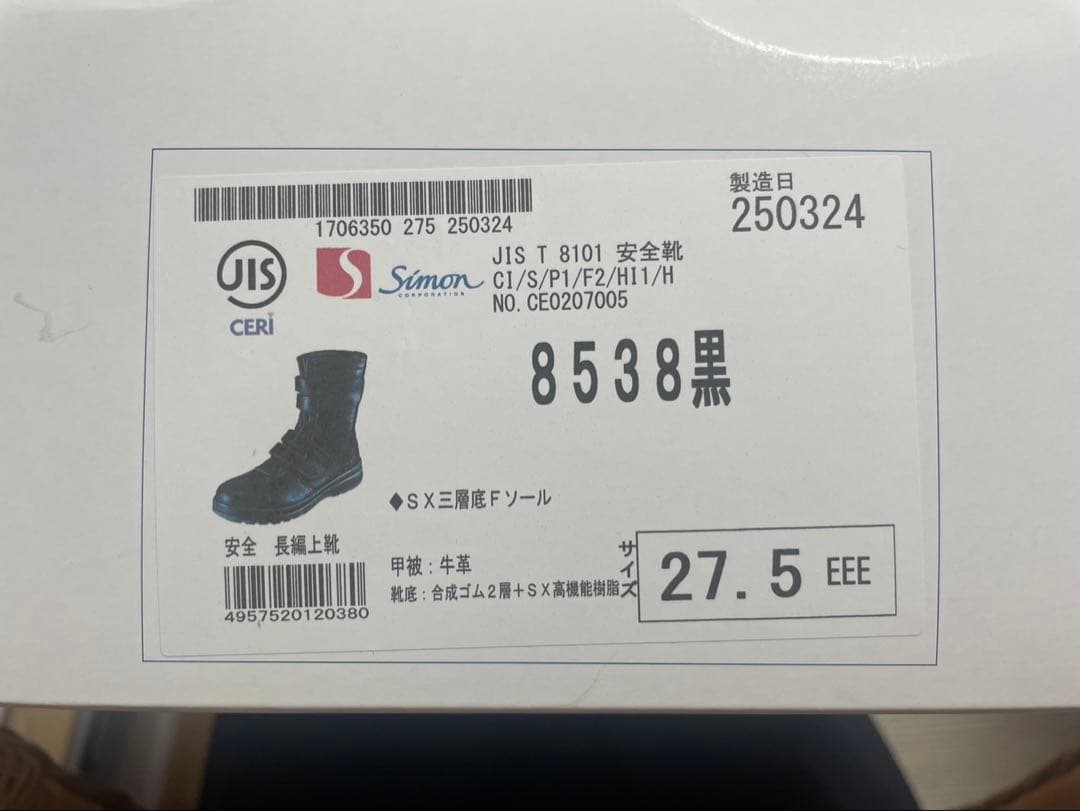 製造日
250324
1706350 275 250324
JIS
CERI
S
Simon
CORPORATION
JIS T 8101 安全靴
CI/S/P1/F2/HI1/H
NO. CE0207005
8538黒
◆SX三層底Fソール
安全 長編上靴
4957520120380
甲被：牛革
靴底：合成ゴム2層＋SX高機能樹脂
サイズ
27.5 EEE